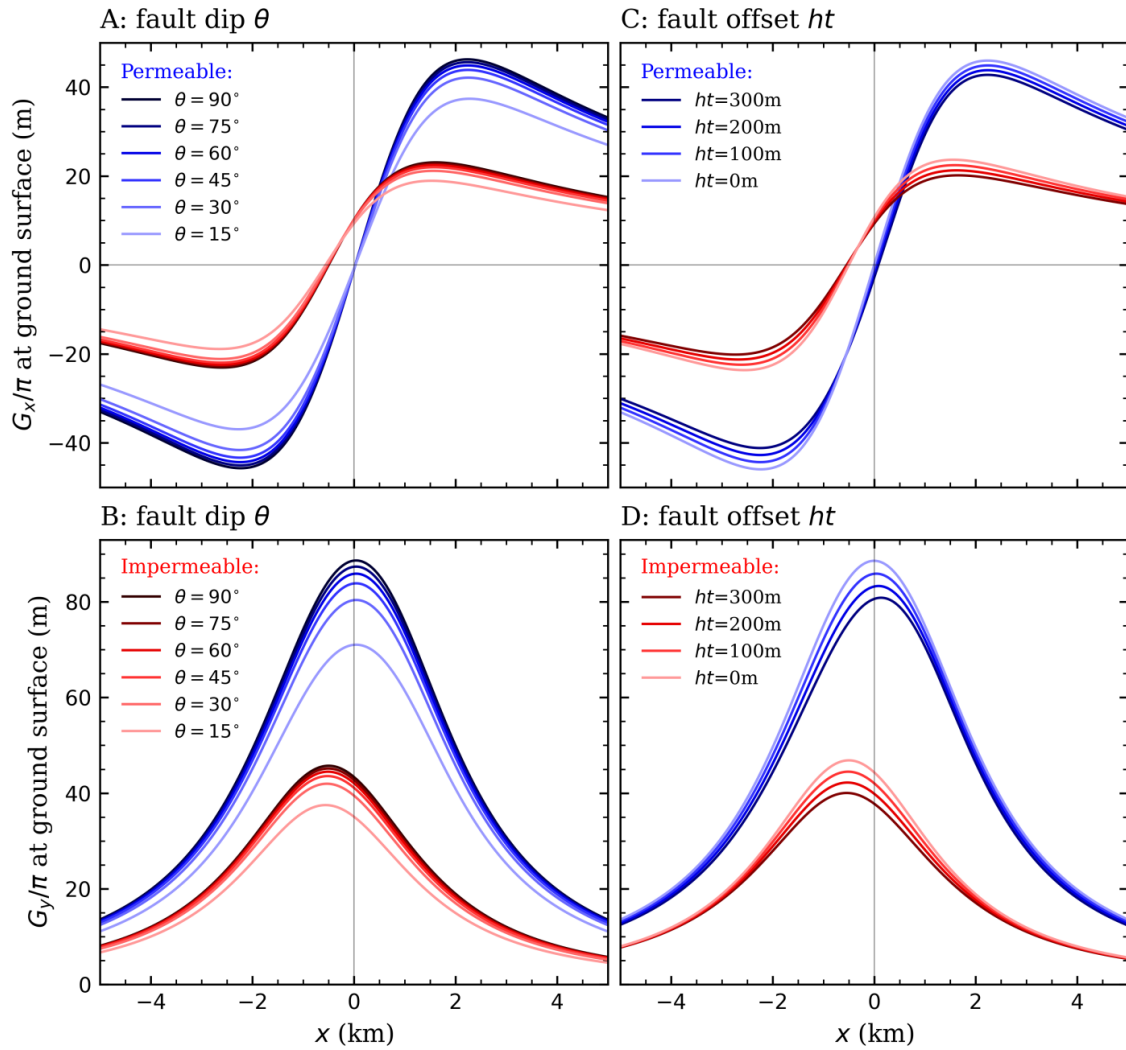 A: fault dip θ
Permeable:
θ = 90°
θ = 75°
θ = 60°
θ = 45°
θ = 30°
θ = 15°
40
20
0
−20
−40
Gx/π at ground surface (m)
C: fault offset ht
Permeable:
ht=300m
ht=200m
ht=100m
ht=0m
B: fault dip θ
Impermeable:
θ = 90°
θ = 75°
θ = 60°
θ = 45°
θ = 30°
θ = 15°
80
60
40
20
0
Gy/π at ground surface (m)
−4 −2 0 2 4
x (km)
D: fault offset ht
Impermeable:
ht=300m
ht=200m
ht=100m
ht=0m
−4 −2 0 2 4
x (km)